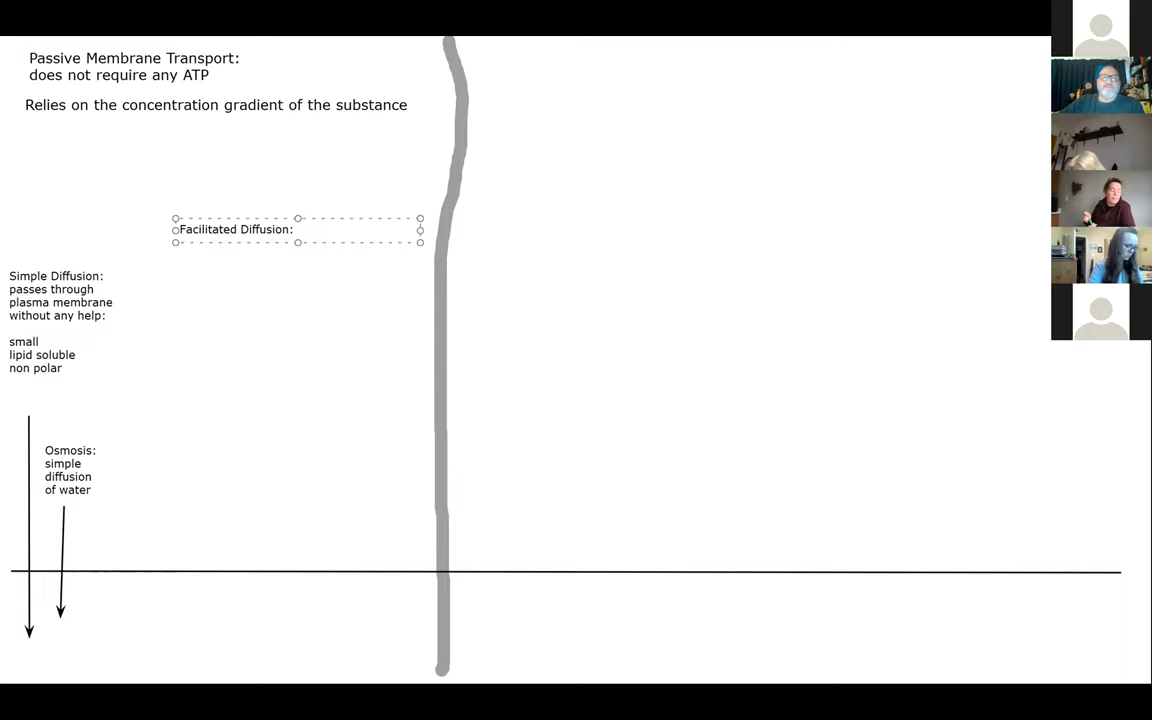 Passive Membrane Transport:
does not require any ATP
Relies on the concentration gradient of the substance
Facilitated Diffusion:
Simple Diffusion:
passes through
plasma membrane
without any help:
small
lipid soluble
non polar
Osmosis:
simple
diffusion
of water